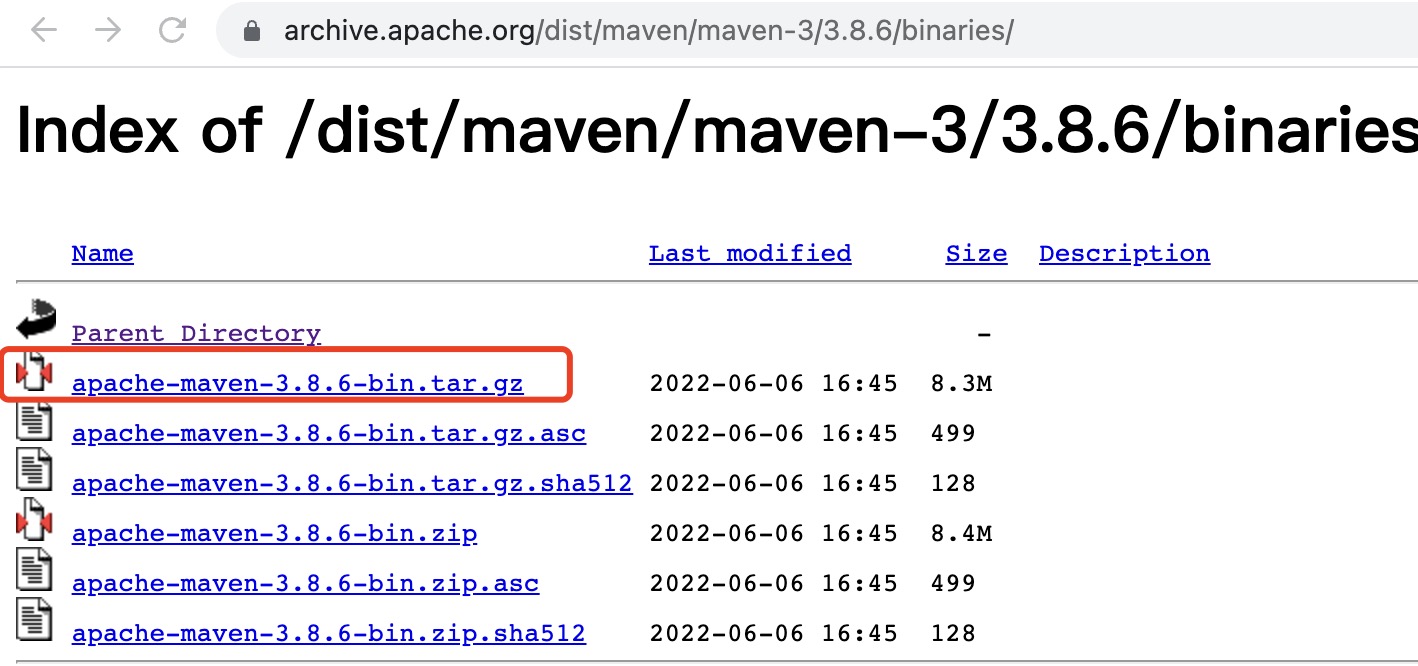 archive.apache.org/dist/maven/maven-3/3.8.6/binaries/
Index of /dist/maven/maven-3/3.8.6/binaries
Name Last modified Size Description
Parent Directory -
apache-maven-3.8.6-bin.tar.gz 2022-06-06 16:45 8.3M
apache-maven-3.8.6-bin.tar.gz.asc 2022-06-06 16:45 499
apache-maven-3.8.6-bin.tar.gz.sha512 2022-06-06 16:45 128
apache-maven-3.8.6-bin.zip 2022-06-06 16:45 8.4M
apache-maven-3.8.6-bin.zip.asc 2022-06-06 16:45 499
apache-maven-3.8.6-bin.zip.sha512 2022-06-06 16:45 128